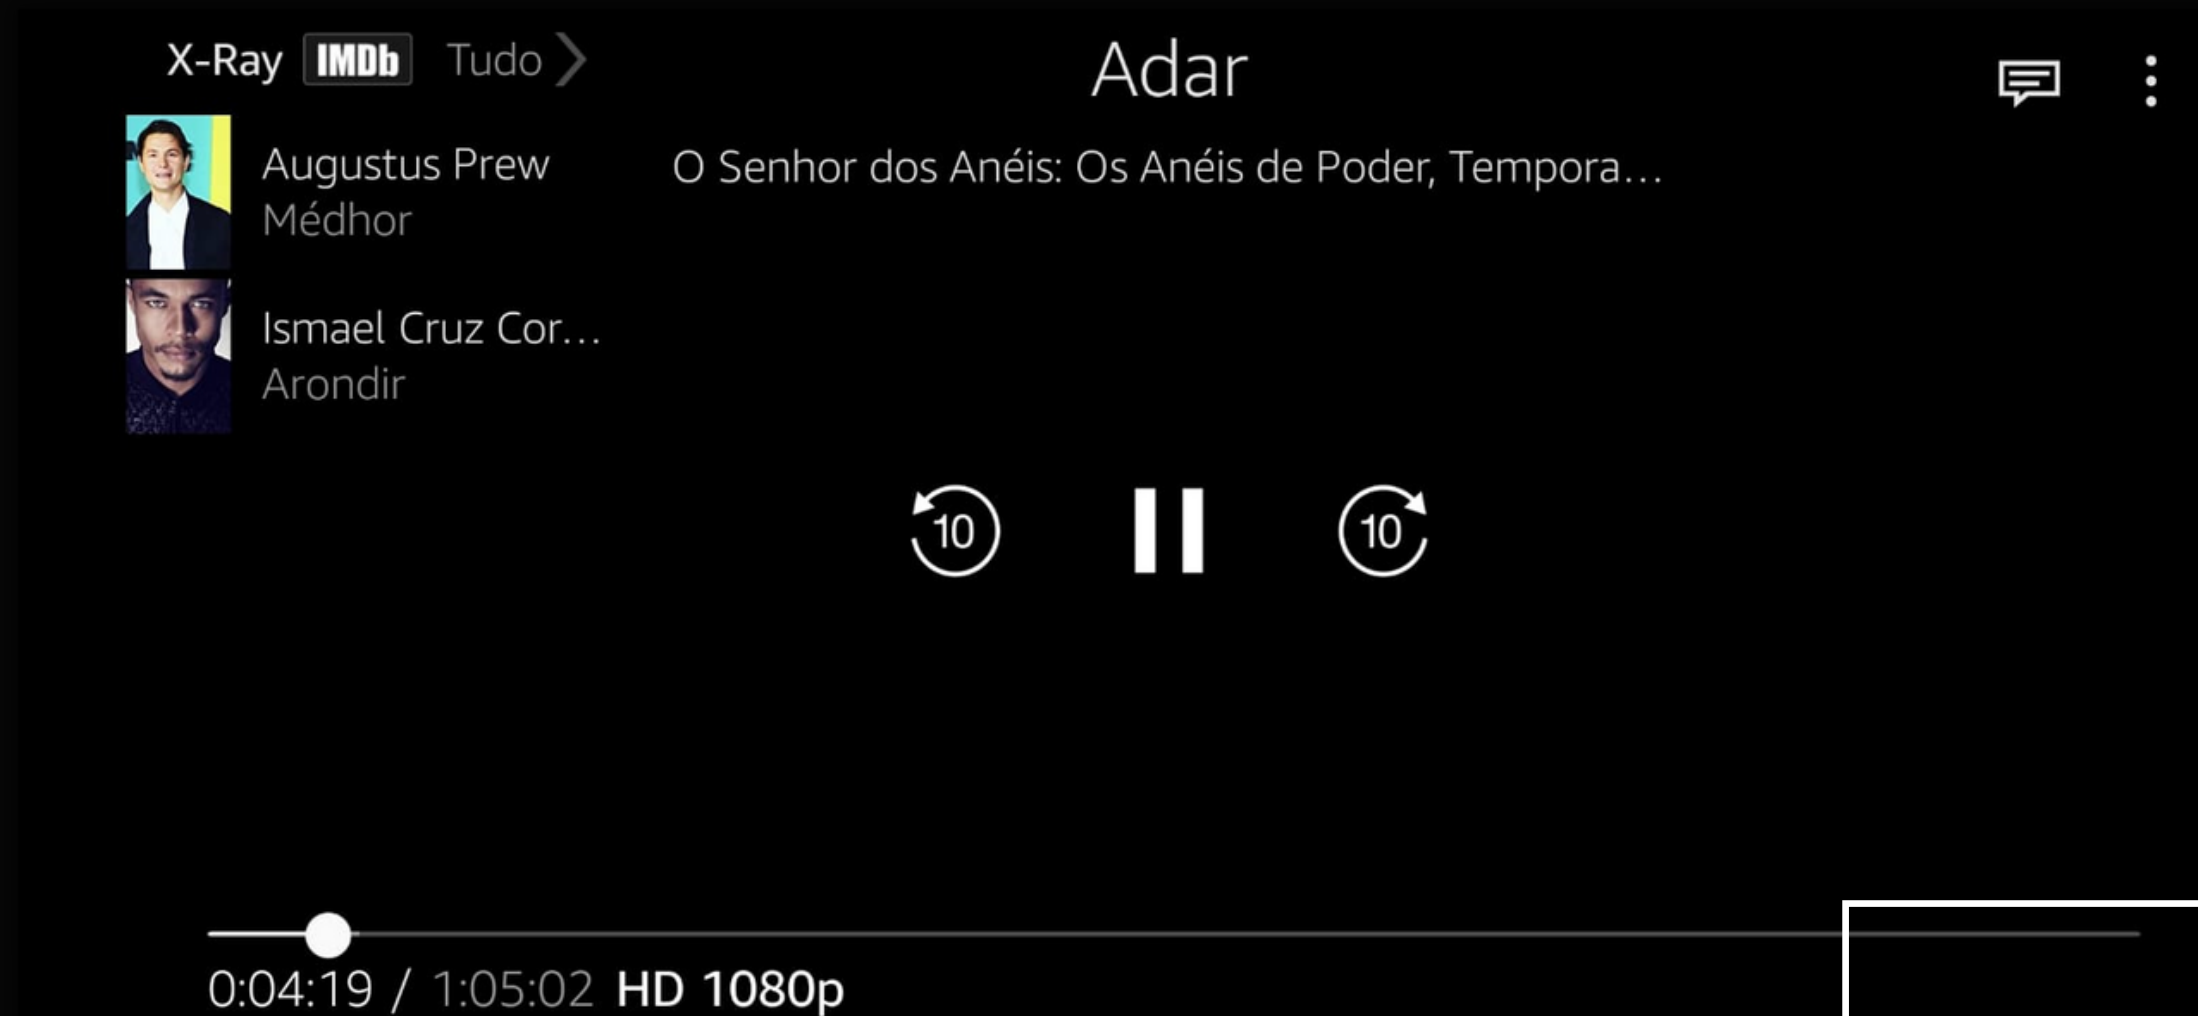 X-Ray IMDb Tudo
Adar
Augustus Prew
Médhor
O Senhor dos Anéis: Os Anéis de Poder, Tempora...
Ismael Cruz Cor...
Arondir
10
10
0:04:19 / 1:05:02 HD 1080p